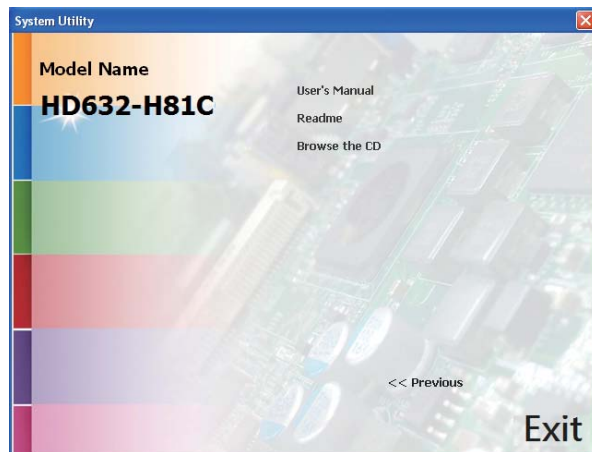 System Utility
Model Name
HD632-H81C
User's Manual
Readme
Browse the CD
<< Previous
Exit